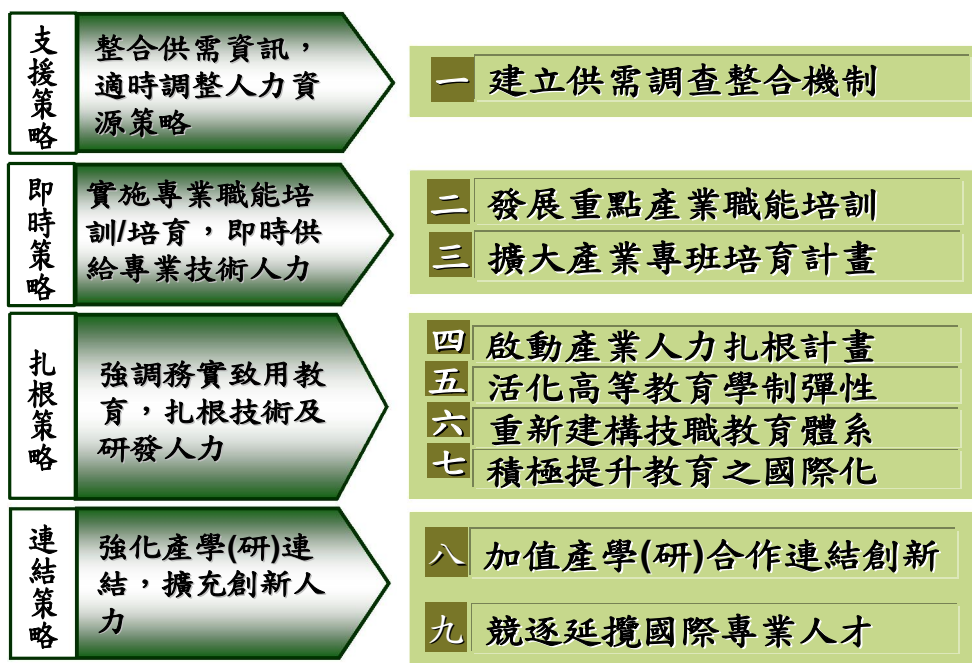 支援策略
整合供需資訊，
適時調整人力資
源策略
一 建立供需調查整合機制
即時策略
實施專業職能培
訓/培育，即時供
給專業技術人力
二 發展重點產業職能培訓
三 擴大產業專班培育計畫
扎根策略
強調務實致用教
育，扎根技術及
研發人力
四 啟動產業人力扎根計畫
五 活化高等教育學制彈性
六 重新建構技職教育體系
七 積極提升教育之國際化
連結策略
強化產學(研)連
結，擴充創新人
力
八 加值產學(研)合作連結創新
九 競逐延攬國際專業人才